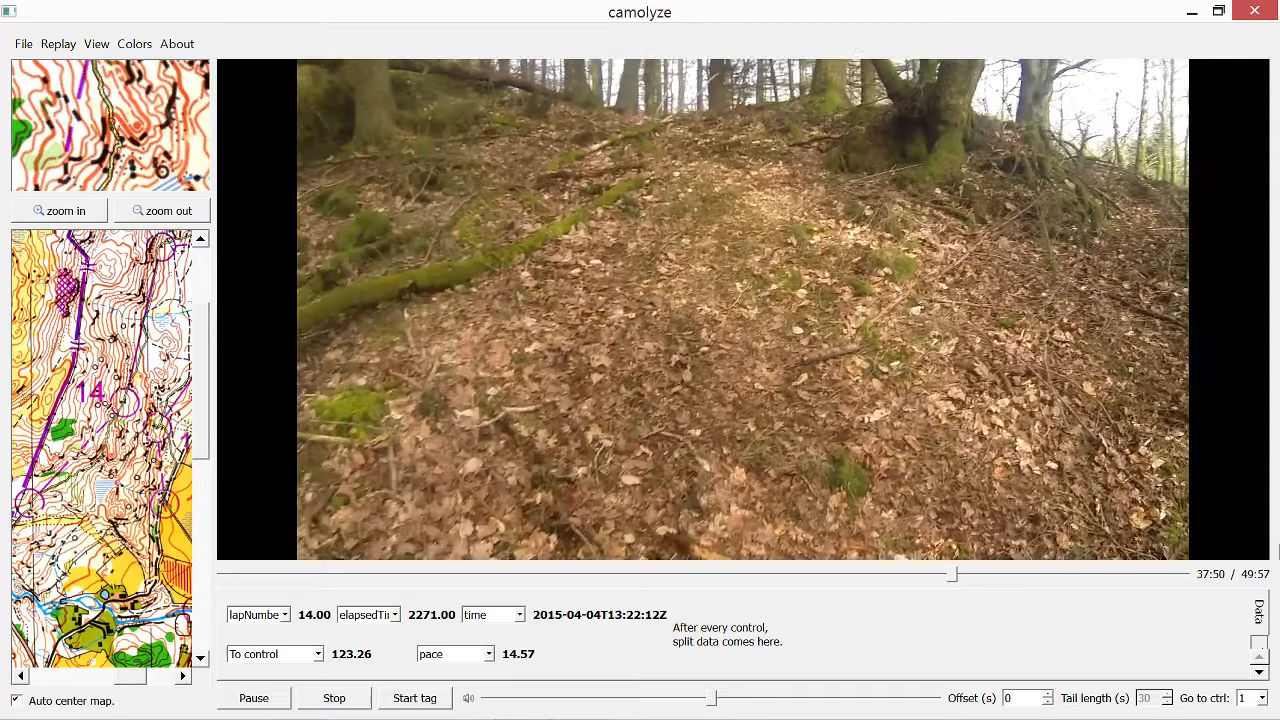 camolyze
File Replay View Colors About
6
zoom in zoom out
14
37:50 / 49:57
lapNumbe 14.00 elapsedTii 2271.00 time 2015-04-04T13:22:12Z
To control 123.26 pace 14.57
After every control,
split data comes here.
Data
Auto center map.
Pause Stop Start tag Offset (s) 0 Tail length (s) 30 Go to ctrl: 1